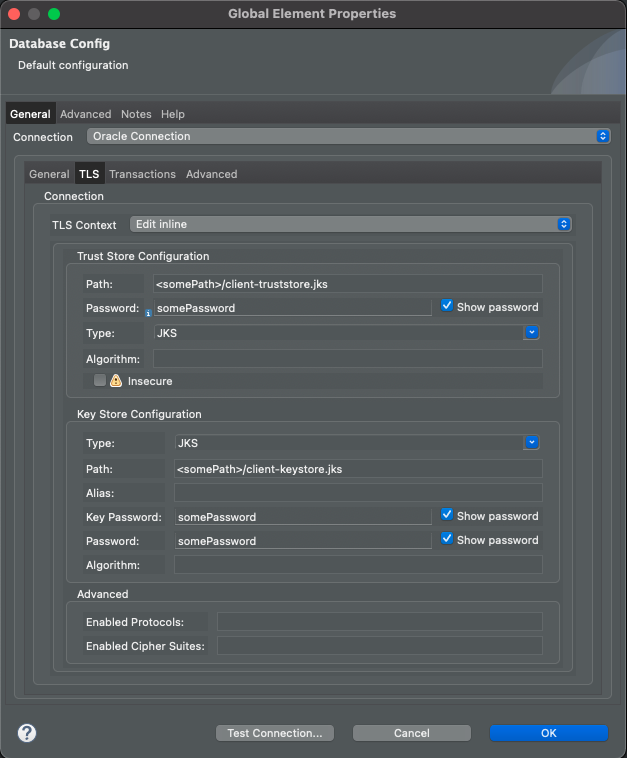 Global Element Properties
Database Config
Default configuration
General Advanced Notes Help
Connection Oracle Connection
General TLS Transactions Advanced
Connection
TLS Context Edit inline
Trust Store Configuration
Path: <somePath>/client-truststore.jks
Password: i somePassword Show password
Type: JKS
Algorithm:
Insecure
Key Store Configuration
Type: JKS
Path: <somePath>/client-keystore.jks
Alias:
Key Password: somePassword Show password
Password: somePassword Show password
Algorithm:
Advanced
Enabled Protocols:
Enabled Cipher Suites:
? Test Connection... Cancel OK